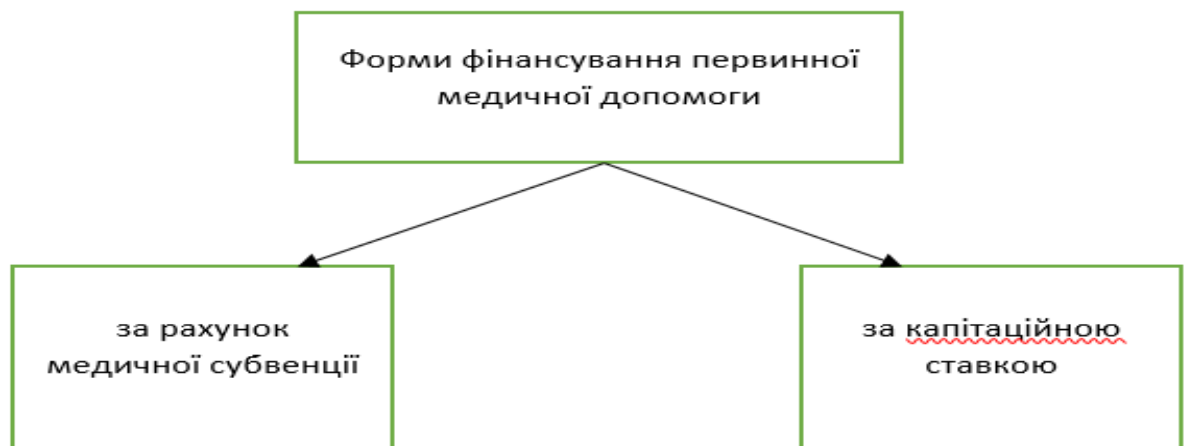 Форми фінансування первинної
медичної допомоги
за рахунок
медичної субвенції
за капітаційною
ставкою